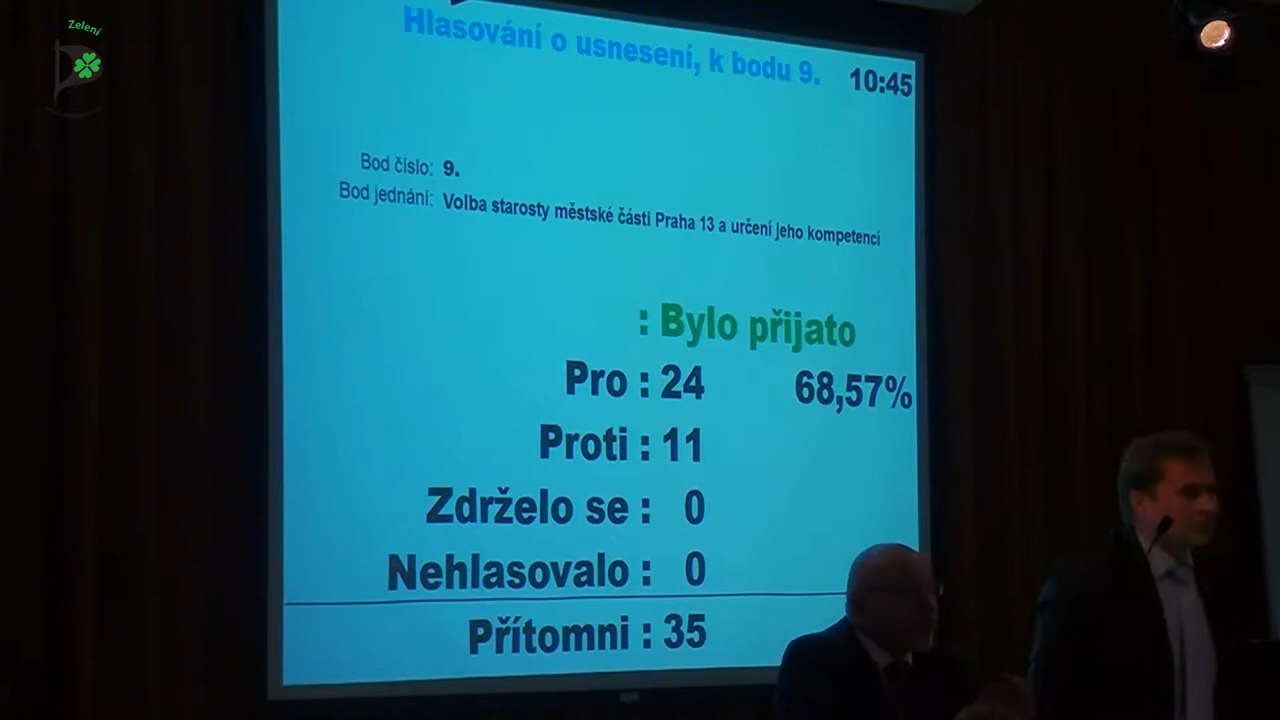 Zelení
Hlasování o usnesení, k bodu 9.
10:45
Bod číslo: 9.
Bod jednání: Volba starosty městské části Praha 13 a určení jeho kompetencí
: Bylo přijato
Pro : 24 68,57%
Proti : 11
Zdrželo se : 0
Nehlasovalo : 0
Přítomni : 35